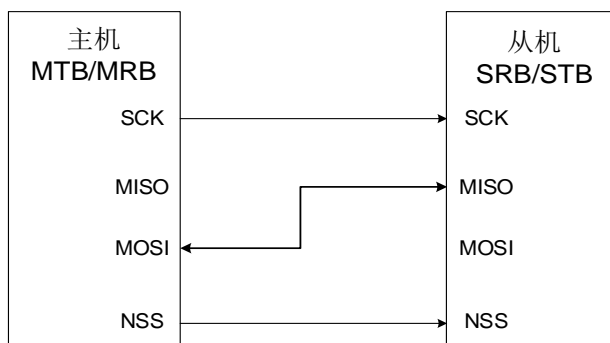 主机
MTB/MRB
SCK
MISO
MOSI
NSS
从机
SRB/STB
SCK
MISO
MOSI
NSS